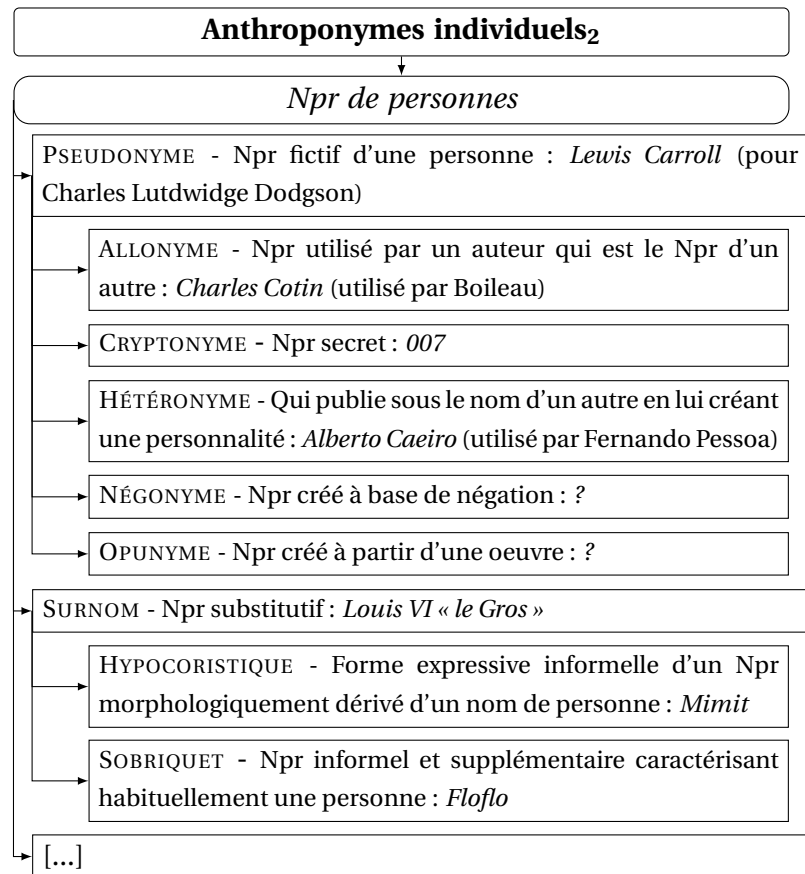 Anthroponymes individuels₂
Npr de personnes
PSEUDONYME - Npr fictif d'une personne : Lewis Carroll (pour
Charles Lutdwidge Dodgson)
ALLONYME - Npr utilisé par un auteur qui est le Npr d'un
autre : Charles Cotin (utilisé par Boileau)
CRYPTONYME - Npr secret : 007
HÉTÉRONYME - Qui publie sous le nom d'un autre en lui créant
une personnalité : Alberto Caeiro (utilisé par Fernando Pessoa)
NÉGONYME - Npr créé à base de négation : ?
OPUNYME - Npr créé à partir d'une oeuvre : ?
SURNOM - Npr substitutif : Louis VI « le Gros »
HYPOCORISTIQUE - Forme expressive informelle d'un Npr
morphologiquement dérivé d'un nom de personne : Mimit
SOBRIQUET - Npr informel et supplémentaire caractérisant
habituellement une personne : Floflo
[...]